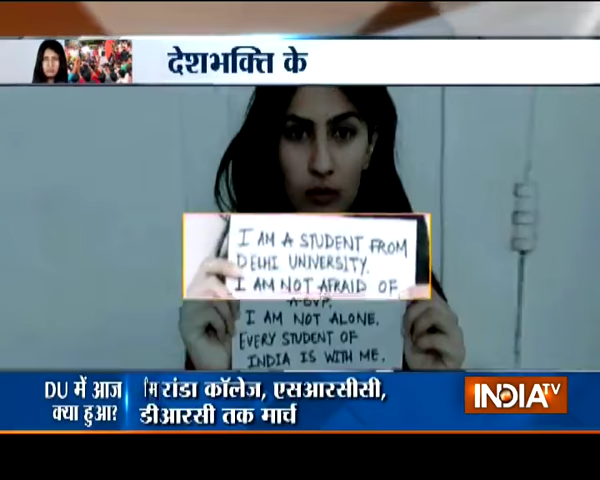 देशभक्ति के
I AM A STUDENT FROM
DELHI UNIVERSITY.
I AM NOT AFRAID OF
ABVP.
I AM NOT ALONE.
EVERY STUDENT OF
INDIA IS WITH ME.
DU में आज
क्या हुआ?
मिरांडा कॉलेज, एसआरसीसी,
डीआरसी तक मार्च
INDIA TV